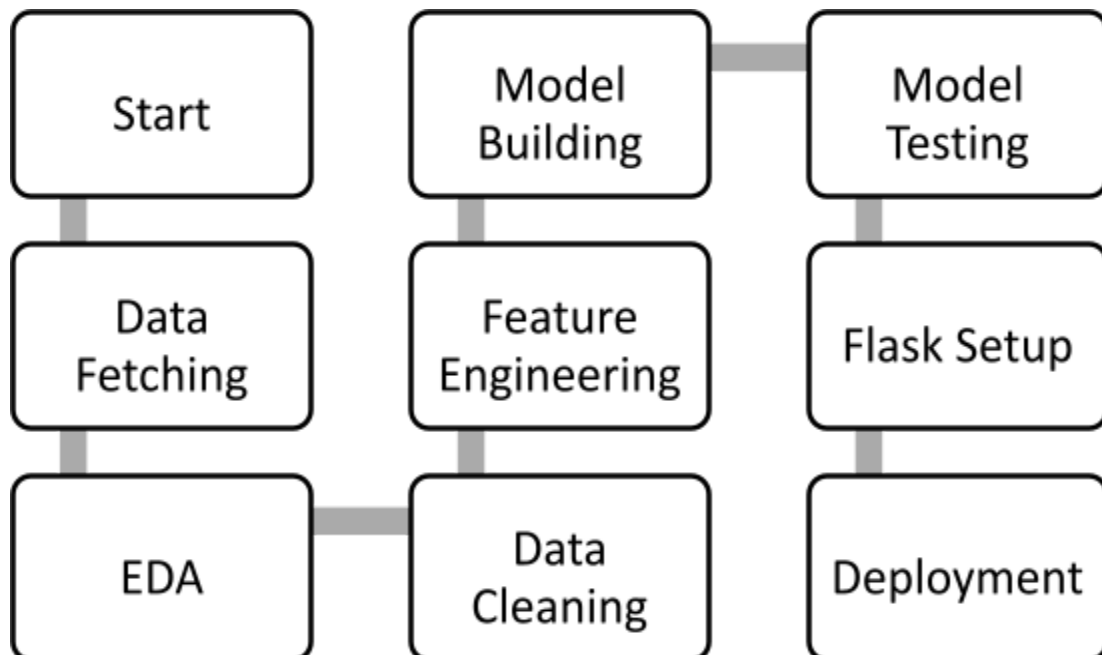 Start
Data
Fetching
EDA
Data
Cleaning
Feature
Engineering
Model
Building
Model
Testing
Flask Setup
Deployment